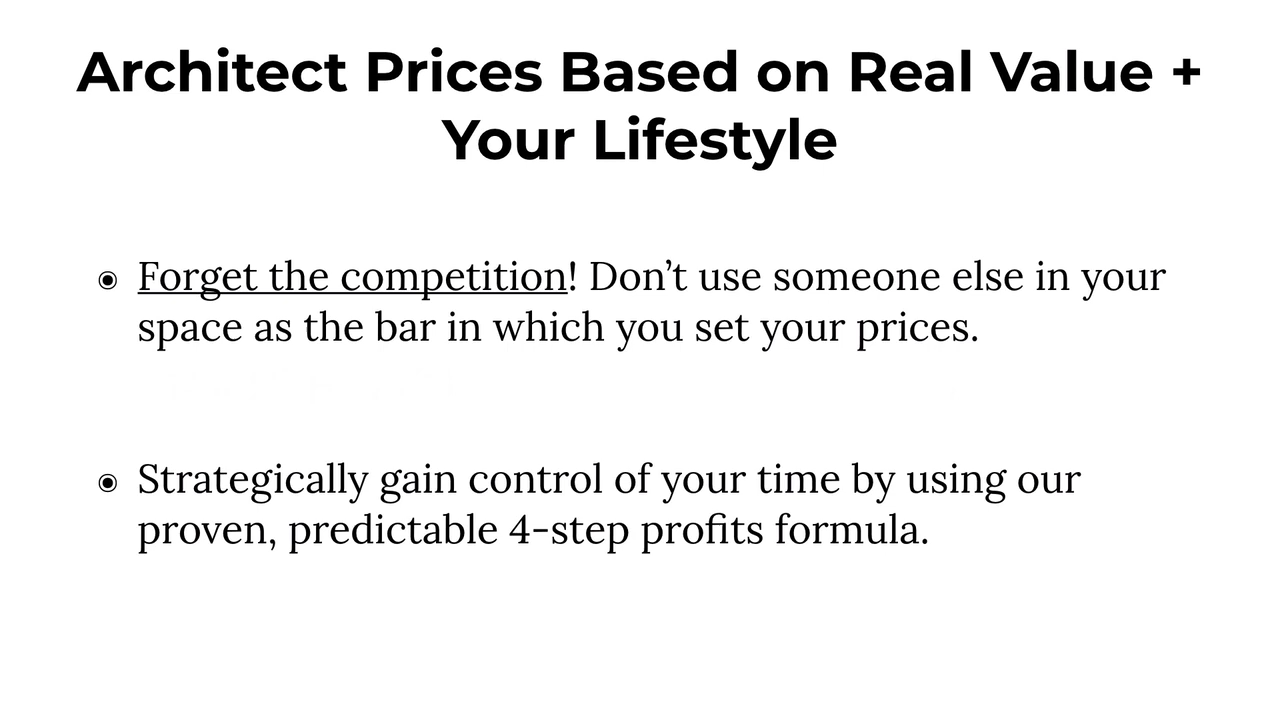 Architect Prices Based on Real Value +
Your Lifestyle
◉ Forget the competition! Don’t use someone else in your
space as the bar in which you set your prices.
◉ Strategically gain control of your time by using our
proven, predictable 4-step profits formula.